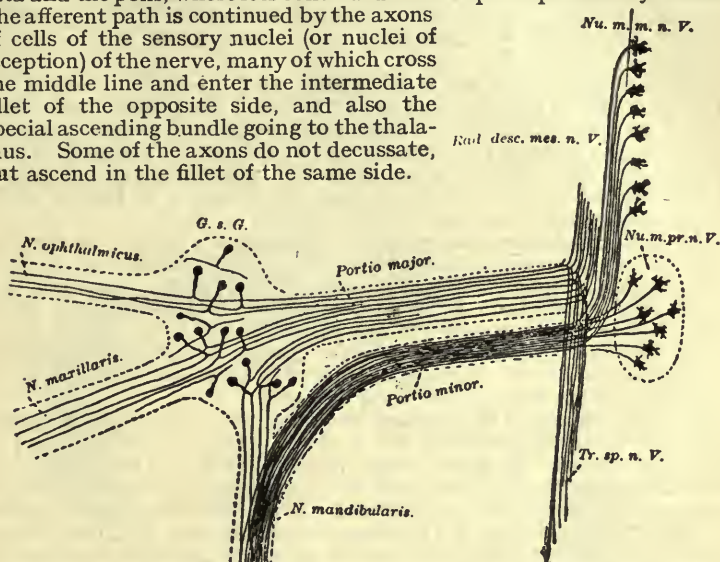 he afferent path is continued by the axons
cells of the sensory nuclei (or nuclei of
ception) of the nerve, many of which cross
e middle line and enter the intermediate
llet of the opposite side, and also the
pecial ascending bundle going to the thala-
us. Some of the axons do not decussate,
ut ascend in the fillet of the same side.
Nu. m. m. n. V.
Rad. desc. mes. n. V.
G. s. G.
N. ophthalmicus.
Portio major.
Nu. m. pr. n. V.
N. maxillaris.
Portio minor.
Tr. sp. n. V.
N. mandibularis.